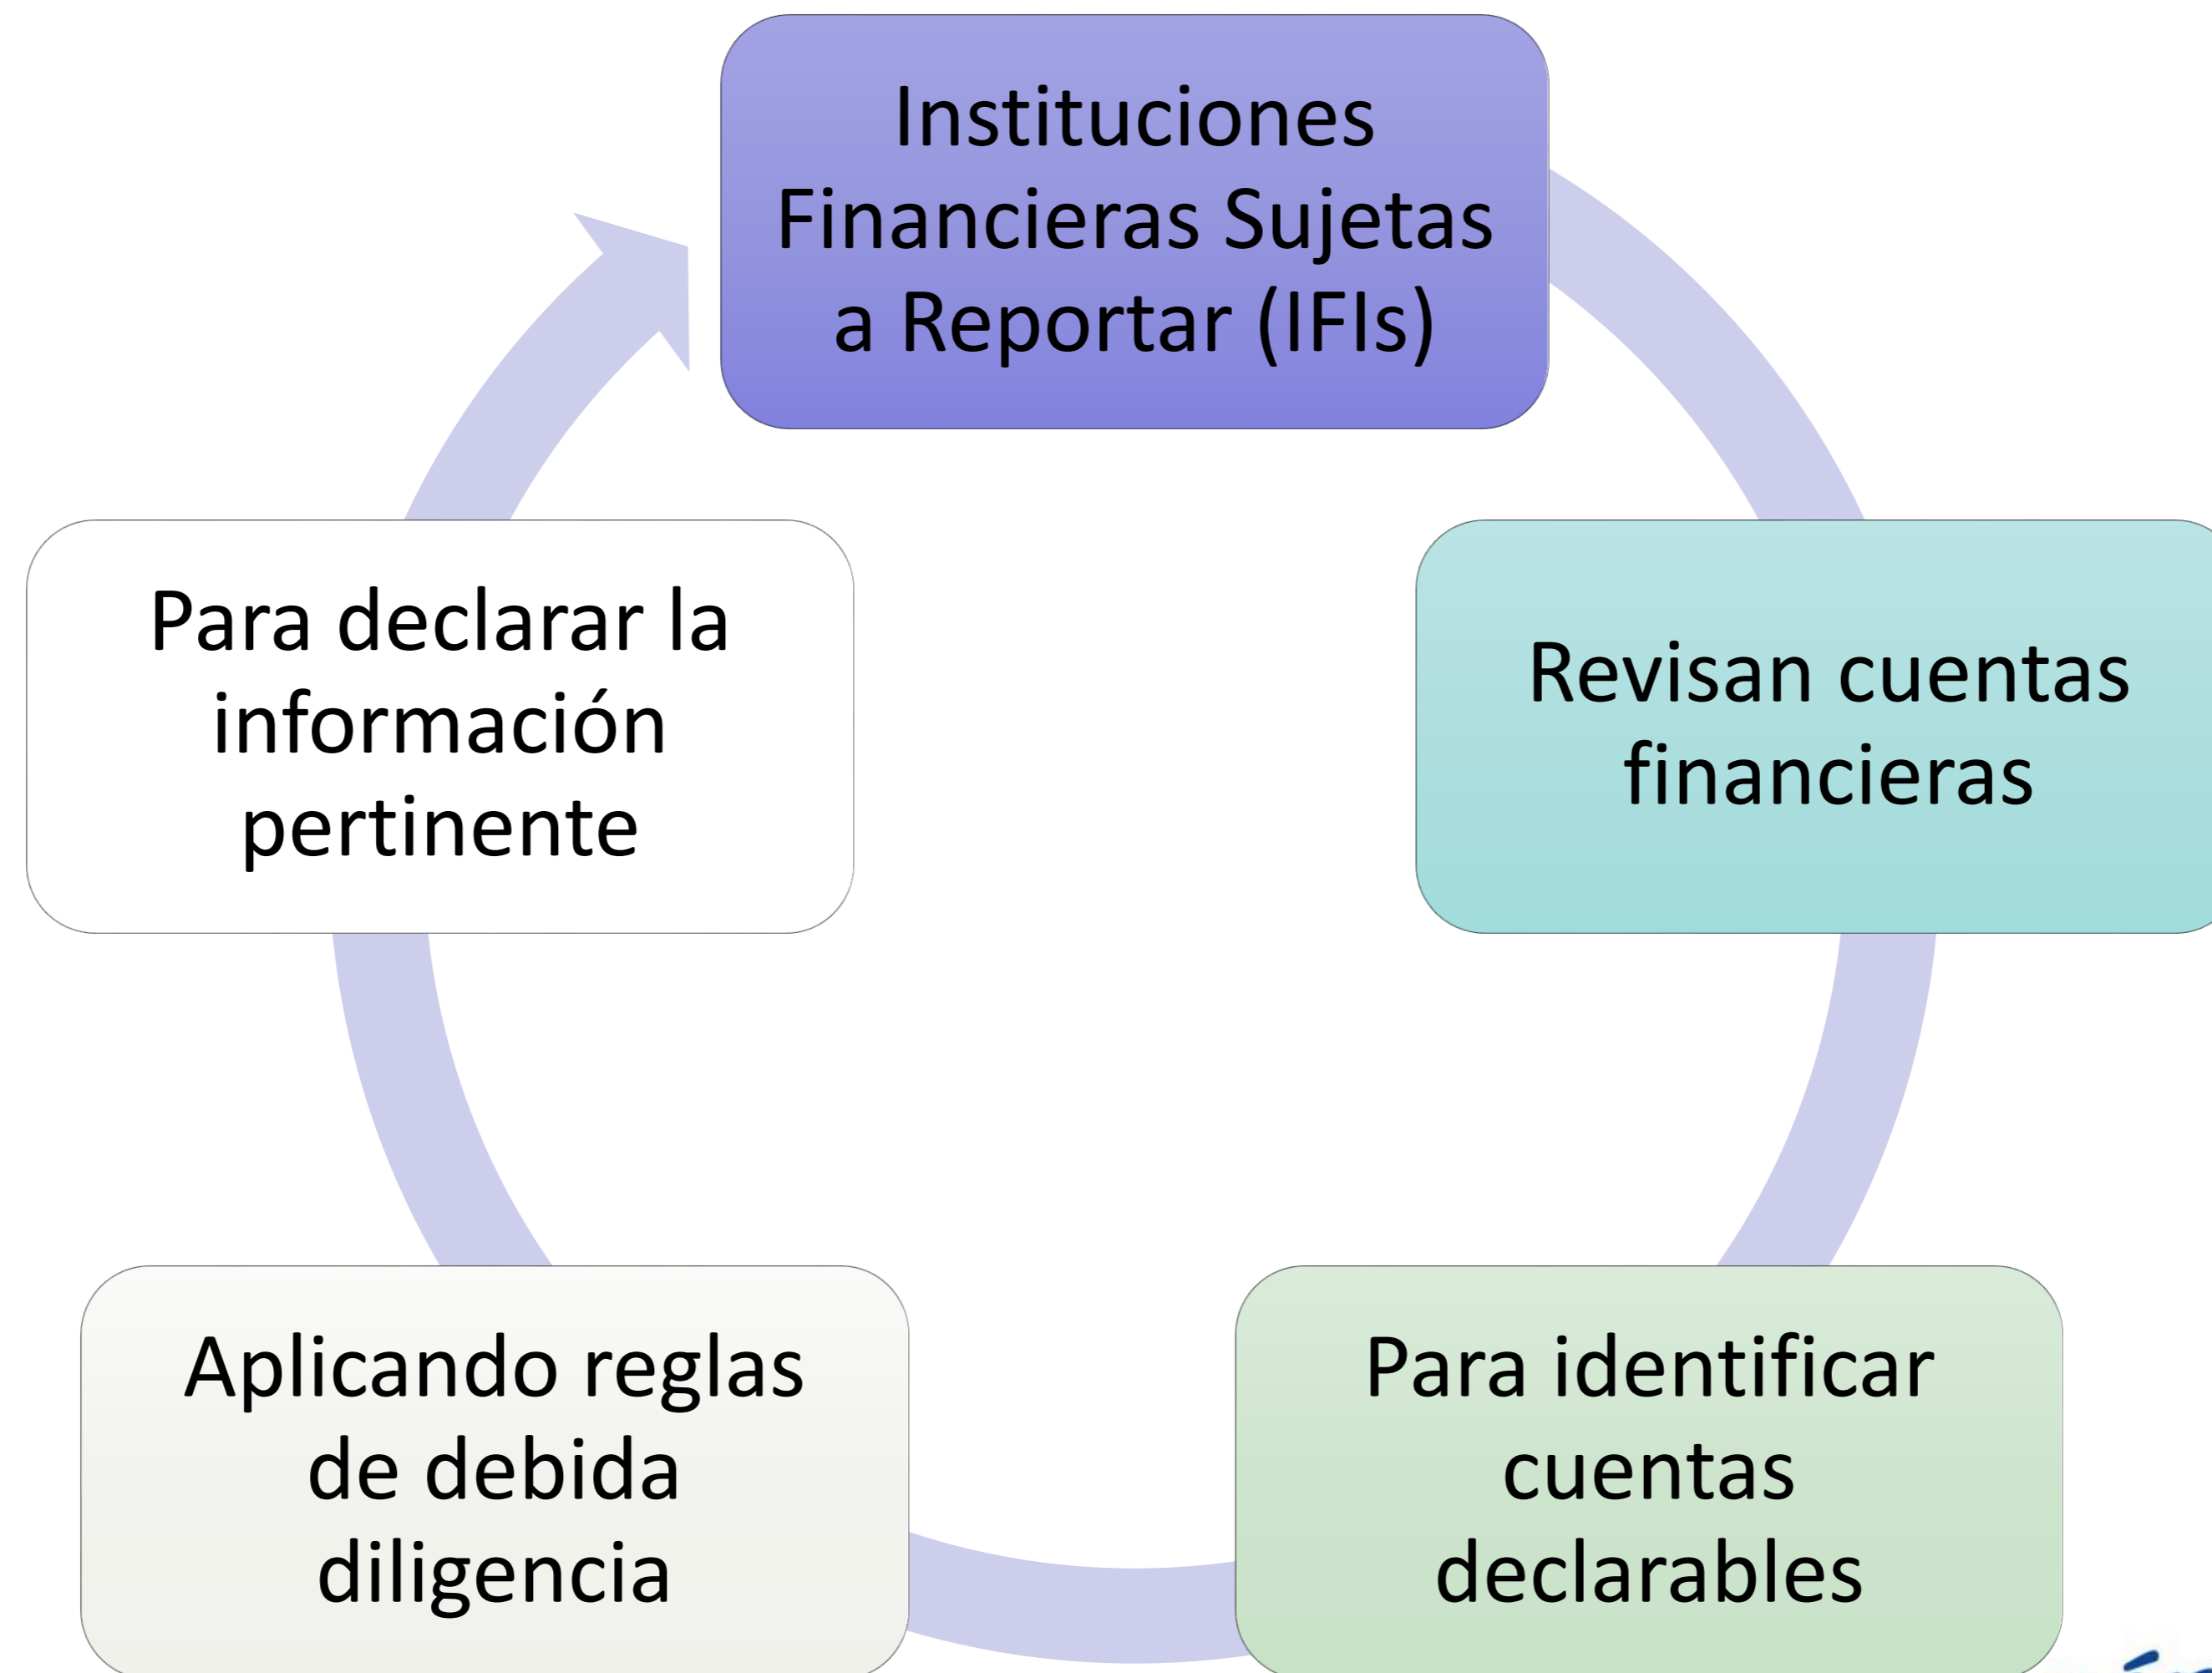 Instituciones
Financieras Sujetas
a Reportar (IFIs)
Revisan cuentas
financieras
Para identificar
cuentas
declarables
Aplicando reglas
de debida
diligencia
Para declarar la
información
pertinente